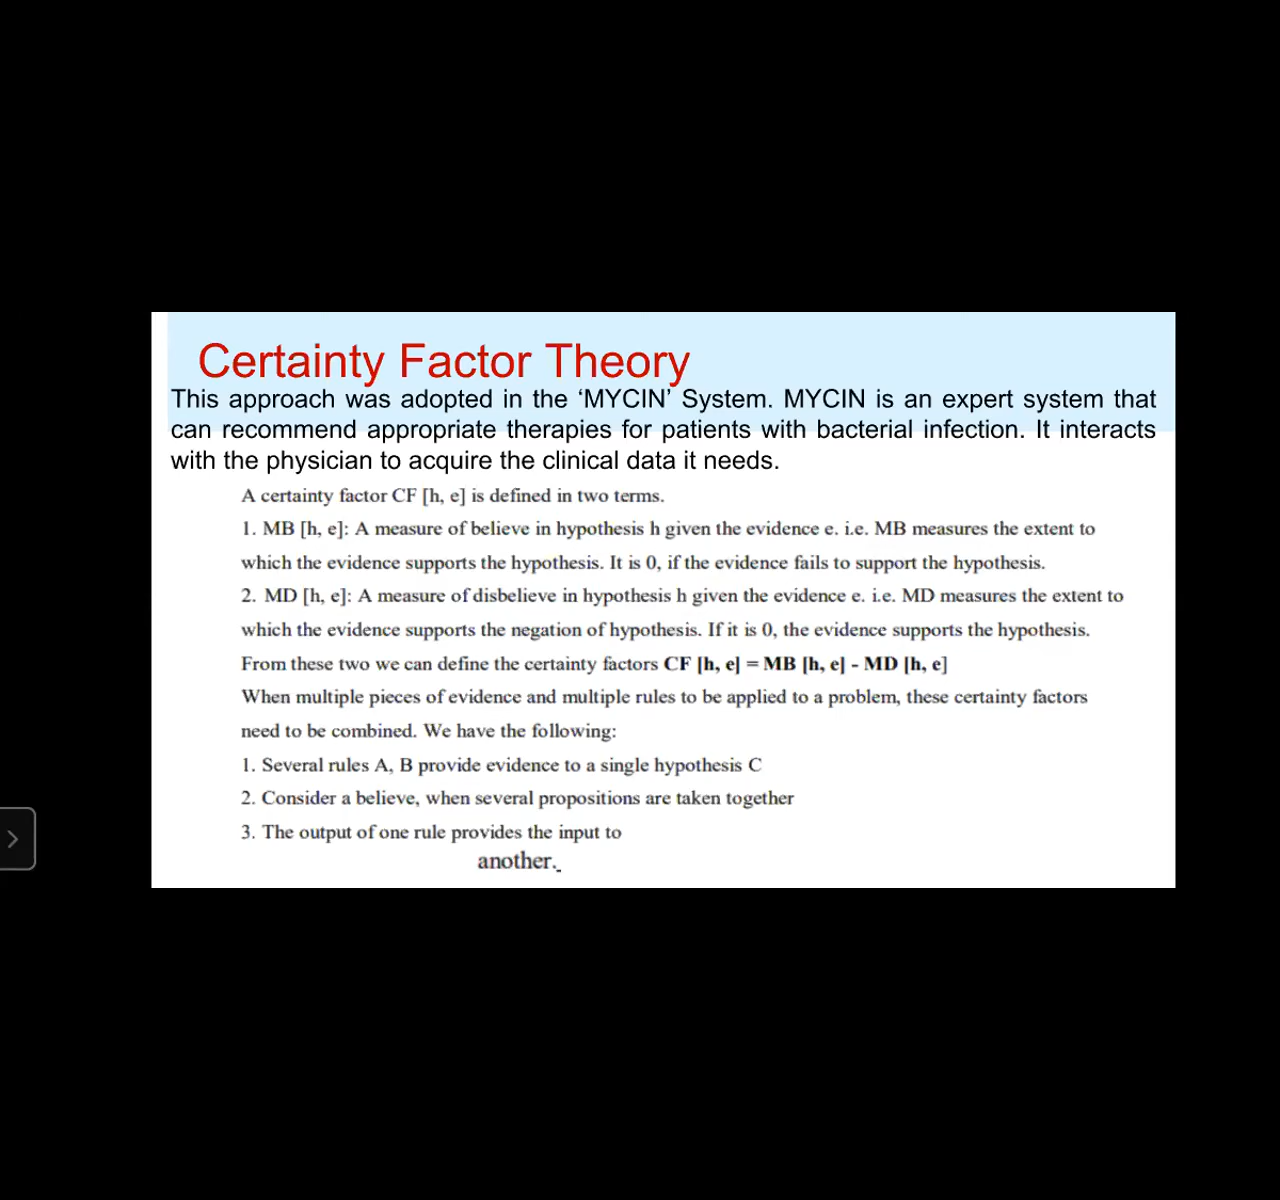 Certainty Factor Theory
This approach was adopted in the ‘MYCIN’ System. MYCIN is an expert system that
can recommend appropriate therapies for patients with bacterial infection. It interacts
with the physician to acquire the clinical data it needs.
A certainty factor CF [h, e] is defined in two terms.
1. MB [h, e]: A measure of believe in hypothesis h given the evidence e. i.e. MB measures the extent to
which the evidence supports the hypothesis. It is 0, if the evidence fails to support the hypothesis.
2. MD [h, e]: A measure of disbelieve in hypothesis h given the evidence e. i.e. MD measures the extent to
which the evidence supports the negation of hypothesis. If it is 0, the evidence supports the hypothesis.
From these two we can define the certainty factors CF [h, e] = MB [h, e] - MD [h, e]
When multiple pieces of evidence and multiple rules to be applied to a problem, these certainty factors
need to be combined. We have the following:
1. Several rules A, B provide evidence to a single hypothesis C
2. Consider a believe, when several propositions are taken together
3. The output of one rule provides the input to
another.